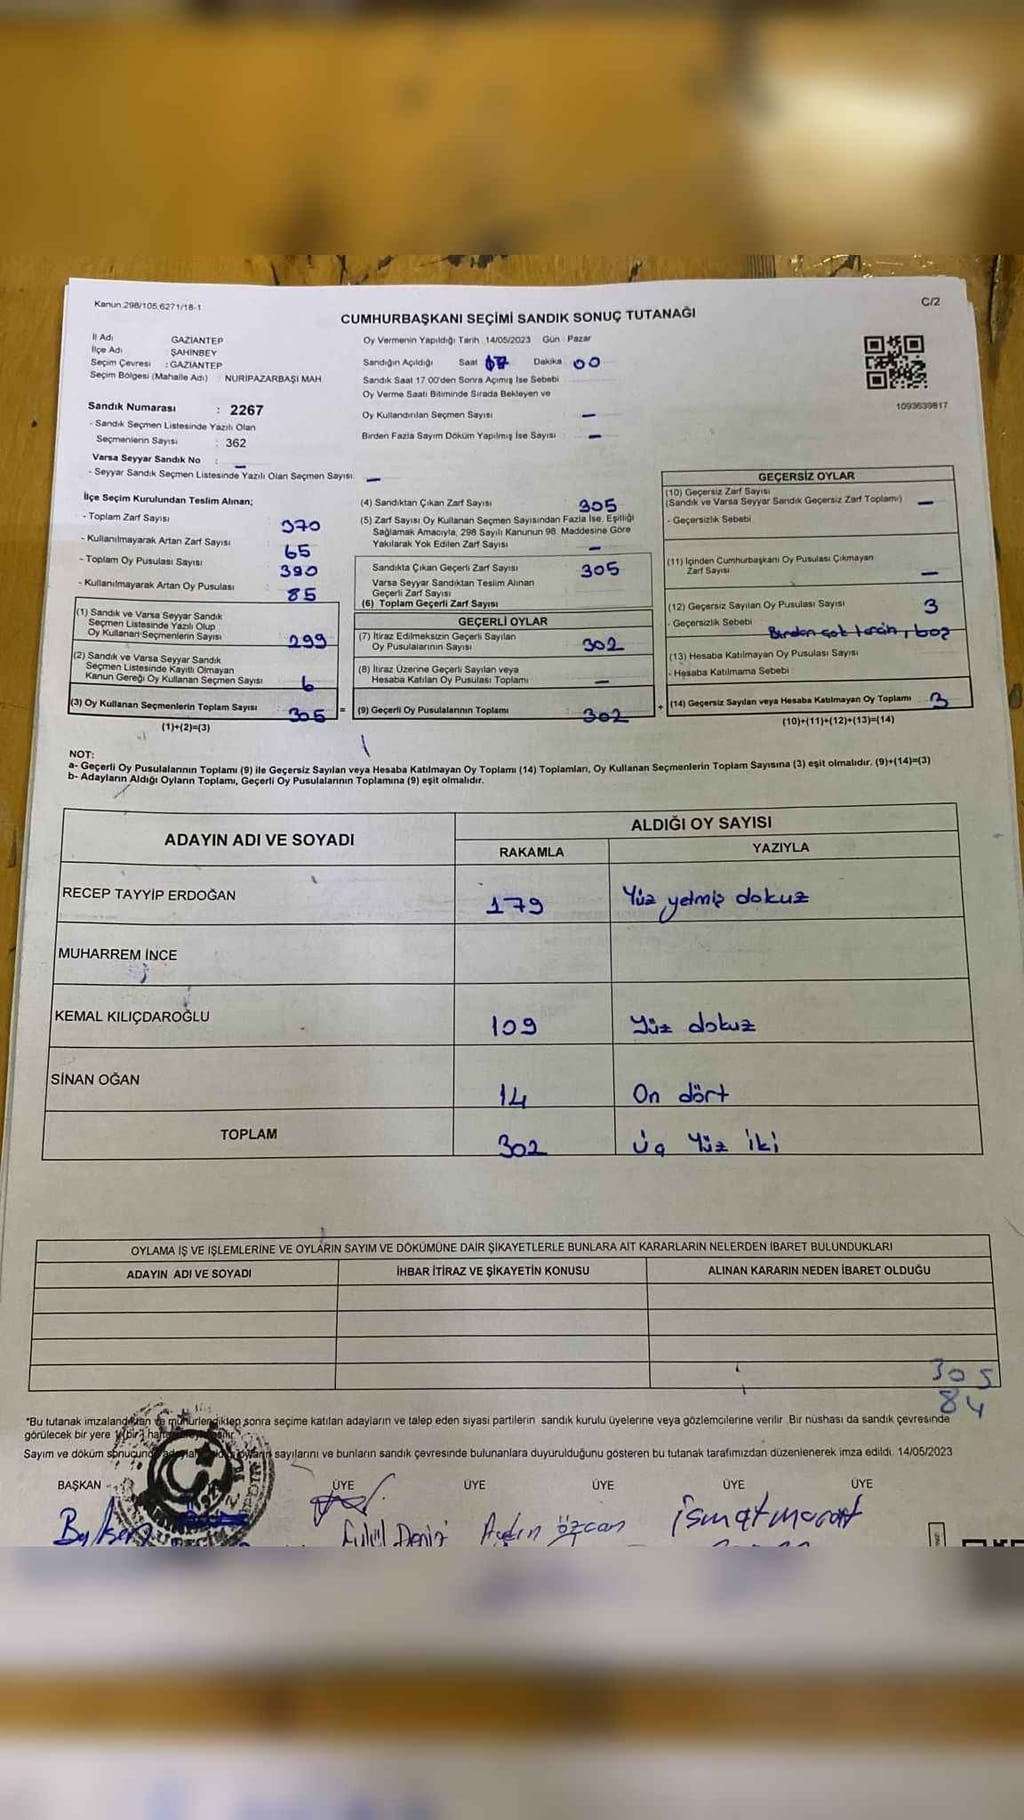 Kanun 298/105 6271/18-1
C/2
CUMHURBAŞKANI SEÇİMİ SANDIK SONUÇ TUTANAĞI
İl Adı GAZİANTEP
İlçe Adı ŞAHİNBEY
Seçim Çevresi : GAZİANTEP
Seçim Bölgesi (Mahalle Adı) NURİPAZARBAŞI MAH
Sandık Numarası : 2267
- Sandık Seçmen Listesinde Yazılı Olan
Seçmenlerin Sayısı : 362
Varsa Seyyar Sandık No : –
- Seyyar Sandık Seçmen Listesinde Yazılı Olan Seçmen Sayısı –
Oy Vermenin Yapıldığı Tarih 14/05/2023 Gün : Pazar
Sandığın Açıldığı Saat 17 Dakika 00
Sandık Saat 17:00'den Sonra Açımış İse Sebebi
Oy Verme Saati Bitiminde Sırada Bekleyen ve
Oy Kullandırılan Seçmen Sayısı –
Birden Fazla Sayım Döküm Yapılmış İse Sayısı –
1093639817
İlçe Seçim Kurulundan Teslim Alınan;
- Toplam Zarf Sayısı 370
- Kullanılmayarak Artan Zarf Sayısı 65
- Toplam Oy Pusulası Sayısı 390
- Kullanılmayarak Artan Oy Pusulası 85
(1) Sandık ve Varsa Seyyar Sandık
Seçmen Listesinde Yazılı Olup
Oy Kullanan Seçmenlerin Sayısı 299
(2) Sandık ve Varsa Seyyar Sandık
Seçmen Listesinde Kayıtlı Olmayan
Kanun Gereği Oy Kullanan Seçmen Sayısı 6
(3) Oy Kullanan Seçmenlerin Toplam Sayısı 305 =
(1)+(2)=(3)
(4) Sandıktan Çıkan Zarf Sayısı 305
(5) Zarf Sayısı Oy Kullanan Seçmen Sayısından Fazla İse, Eşitliği
Sağlamak Amacıyla, 298 Sayılı Kanunun 98. Maddesine Göre
Yakılarak Yok Edilen Zarf Sayısı –
Sandıkta Çıkan Geçerli Zarf Sayısı 305
Varsa Seyyar Sandıktan Teslim Alınan
Geçerli Zarf Sayısı
(6) Toplam Geçerli Zarf Sayısı
GEÇERLİ OYLAR
(7) İtiraz Edilmeksizin Geçerli Sayılan
Oy Pusulalarının Sayısı 302
(8) İtiraz Üzerine Geçerli Sayılan veya
Hesaba Katılan Oy Pusulası Toplamı –
(9) Geçerli Oy Pusulalarının Toplamı 302 +
GEÇERSİZ OYLAR
(10) Geçersiz Zarf Sayısı
(Sandık ve Varsa Seyyar Sandık Geçersiz Zarf Toplamı) –
- Geçersizlik Sebebi
(11) İçinden Cumhurbaşkanı Oy Pusulası Çıkmayan
Zarf Sayısı –
(12) Geçersiz Sayılan Oy Pusulası Sayısı 3
- Geçersizlik Sebebi Birden çok tercih, boş
(13) Hesaba Katılmayan Oy Pusulası Sayısı
- Hesaba Katılmama Sebebi
(14) Geçersiz Sayılan veya Hesaba Katılmayan Oy Toplamı 3
(10)+(11)+(12)+(13)=(14)
NOT:
a- Geçerli Oy Pusulalarının Toplamı (9) ile Geçersiz Sayılan veya Hesaba Katılmayan Oy Toplamı (14) Toplamları, Oy Kullanan Seçmenlerin Toplam Sayısına (3) eşit olmalıdır. (9)+(14)=(3)
b- Adayların Aldığı Oyların Toplamı, Geçerli Oy Pusulalarının Toplamına (9) eşit olmalıdır.
ADAYIN ADI VE SOYADI
ALDIĞI OY SAYISI
RAKAMLA YAZIYLA
RECEP TAYYİP ERDOĞAN 179 Yüz yetmiş dokuz
MUHARREM İNCE
KEMAL KILIÇDAROĞLU 109 Yüz dokuz
SİNAN OĞAN 14 On dört
TOPLAM 302 Üç Yüz iki
OYLAMA İŞ VE İŞLEMLERİNE VE OYLARIN SAYIM VE DÖKÜMÜNE DAİR ŞİKAYETLERLE BUNLARA AİT KARARLARIN NELERDEN İBARET BULUNDUKLARI
ADAYIN ADI VE SOYADI İHBAR İTİRAZ VE ŞİKAYETİN KONUSU ALINAN KARARIN NEDEN İBARET OLDUĞU
305
84
*Bu tutanak imzalandıktan ve mühürlendikten sonra seçime katılan adayların ve talep eden siyasi partilerin sandık kurulu üyelerine veya gözlemcilerine verilir. Bir nüshası da sandık çevresinde
görülecek bir yere
Sayım ve döküm sayılarını ve bunların sandık çevresinde bulunanlara duyurulduğunu gösteren bu tutanak tarafımızdan düzenlenerek imza edildi. 14/05/2023
BAŞKAN ÜYE ÜYE ÜYE ÜYE ÜYE
Eylül Deniz Aydın özcan ismat